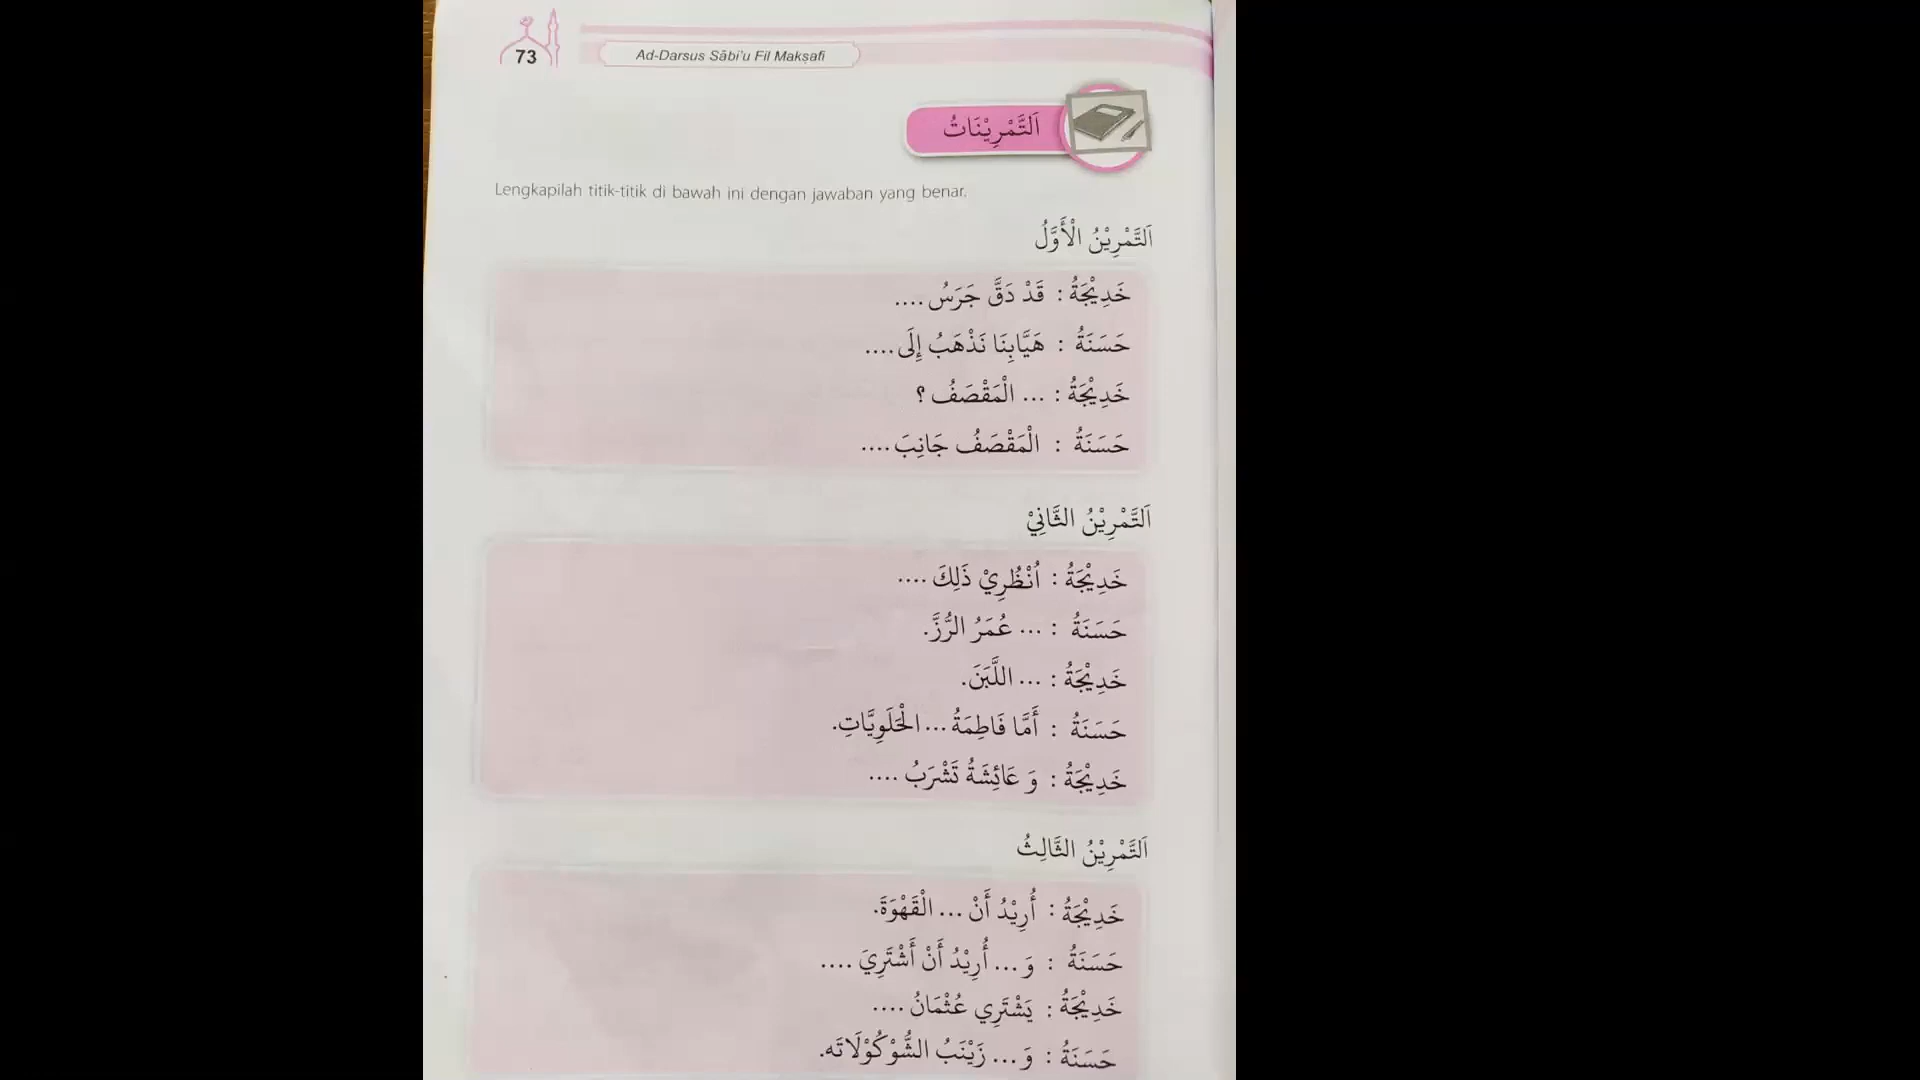 73
Ad-Darsus Sābi'u Fil Makṣafi
اَلتَّمْرِيْنَاتُ
Lengkapilah titik-titik di bawah ini dengan jawaban yang benar.
اَلتَّمْرِيْنُ الْأَوَّلُ
خَدِيْجَةُ : قَدْ دَقَّ جَرَسُ ....
حَسَنَةُ : هَيَّابِنَا نَذْهَبُ إِلَى ....
خَدِيْجَةُ : ... الْمَقْصَفُ ؟
حَسَنَةُ : الْمَقْصَفُ جَانِبَ ....
اَلتَّمْرِيْنُ الثَّانِيْ
خَدِيْجَةُ : اُنْظُرِيْ ذَلِكَ ....
حَسَنَةُ : ... عُمَرُ الرُّزَّ.
خَدِيْجَةُ : ... اللَّبَنَ.
حَسَنَةُ : أَمَّا فَاطِمَةُ ... الْحَلَوِيَّاتِ.
خَدِيْجَةُ : وَ عَائِشَةُ تَشْرَبُ ....
اَلتَّمْرِيْنُ الثَّالِثُ
خَدِيْجَةُ : أُرِيْدُ أَنْ ... الْقَهْوَةَ.
حَسَنَةُ : وَ ... أُرِيْدُ أَنْ أَشْتَرِيَ ....
خَدِيْجَةُ : يَشْتَرِي عُثْمَانُ ....
حَسَنَةُ : وَ ... زَيْنَبُ الشُّوْكُوْلَاتَه.